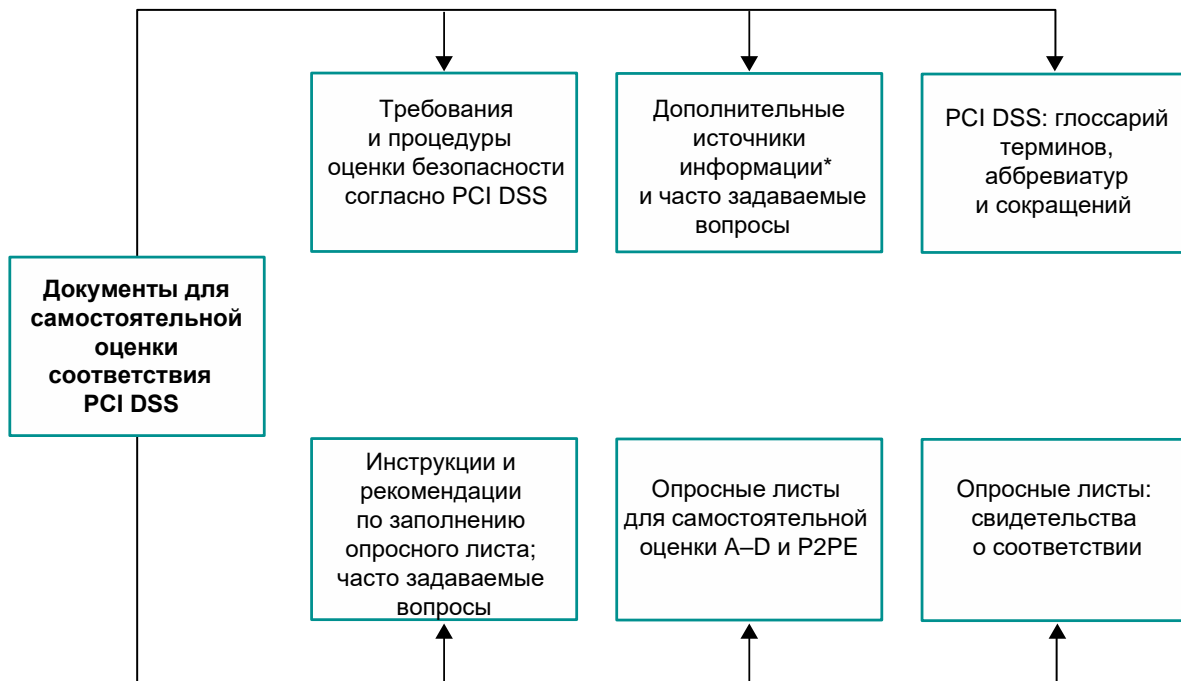 Требования
и процедуры
оценки безопасности
согласно PCI DSS
Дополнительные
источники
информации*
и часто задаваемые
вопросы
PCI DSS: глоссарий
терминов,
аббревиатур
и сокращений
Документы для
самостоятельной
оценки
соответствия
PCI DSS
Инструкции и
рекомендации
по заполнению
опросного листа;
часто задаваемые
вопросы
Опросные листы
для самостоятельной
оценки A–D и P2PE
Опросные листы:
свидетельства
о соответствии